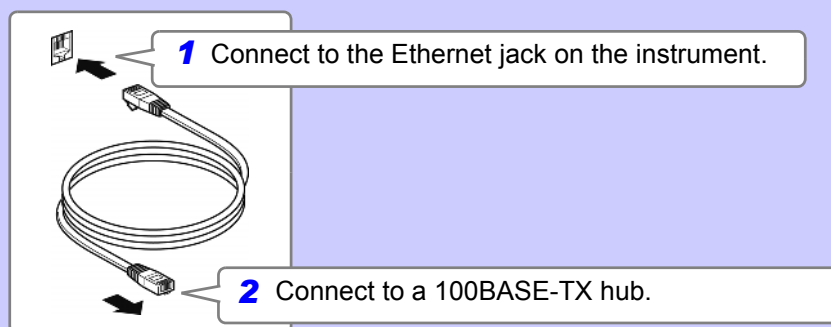 1 Connect to the Ethernet jack on the instrument.
2 Connect to a 100BASE-TX hub.